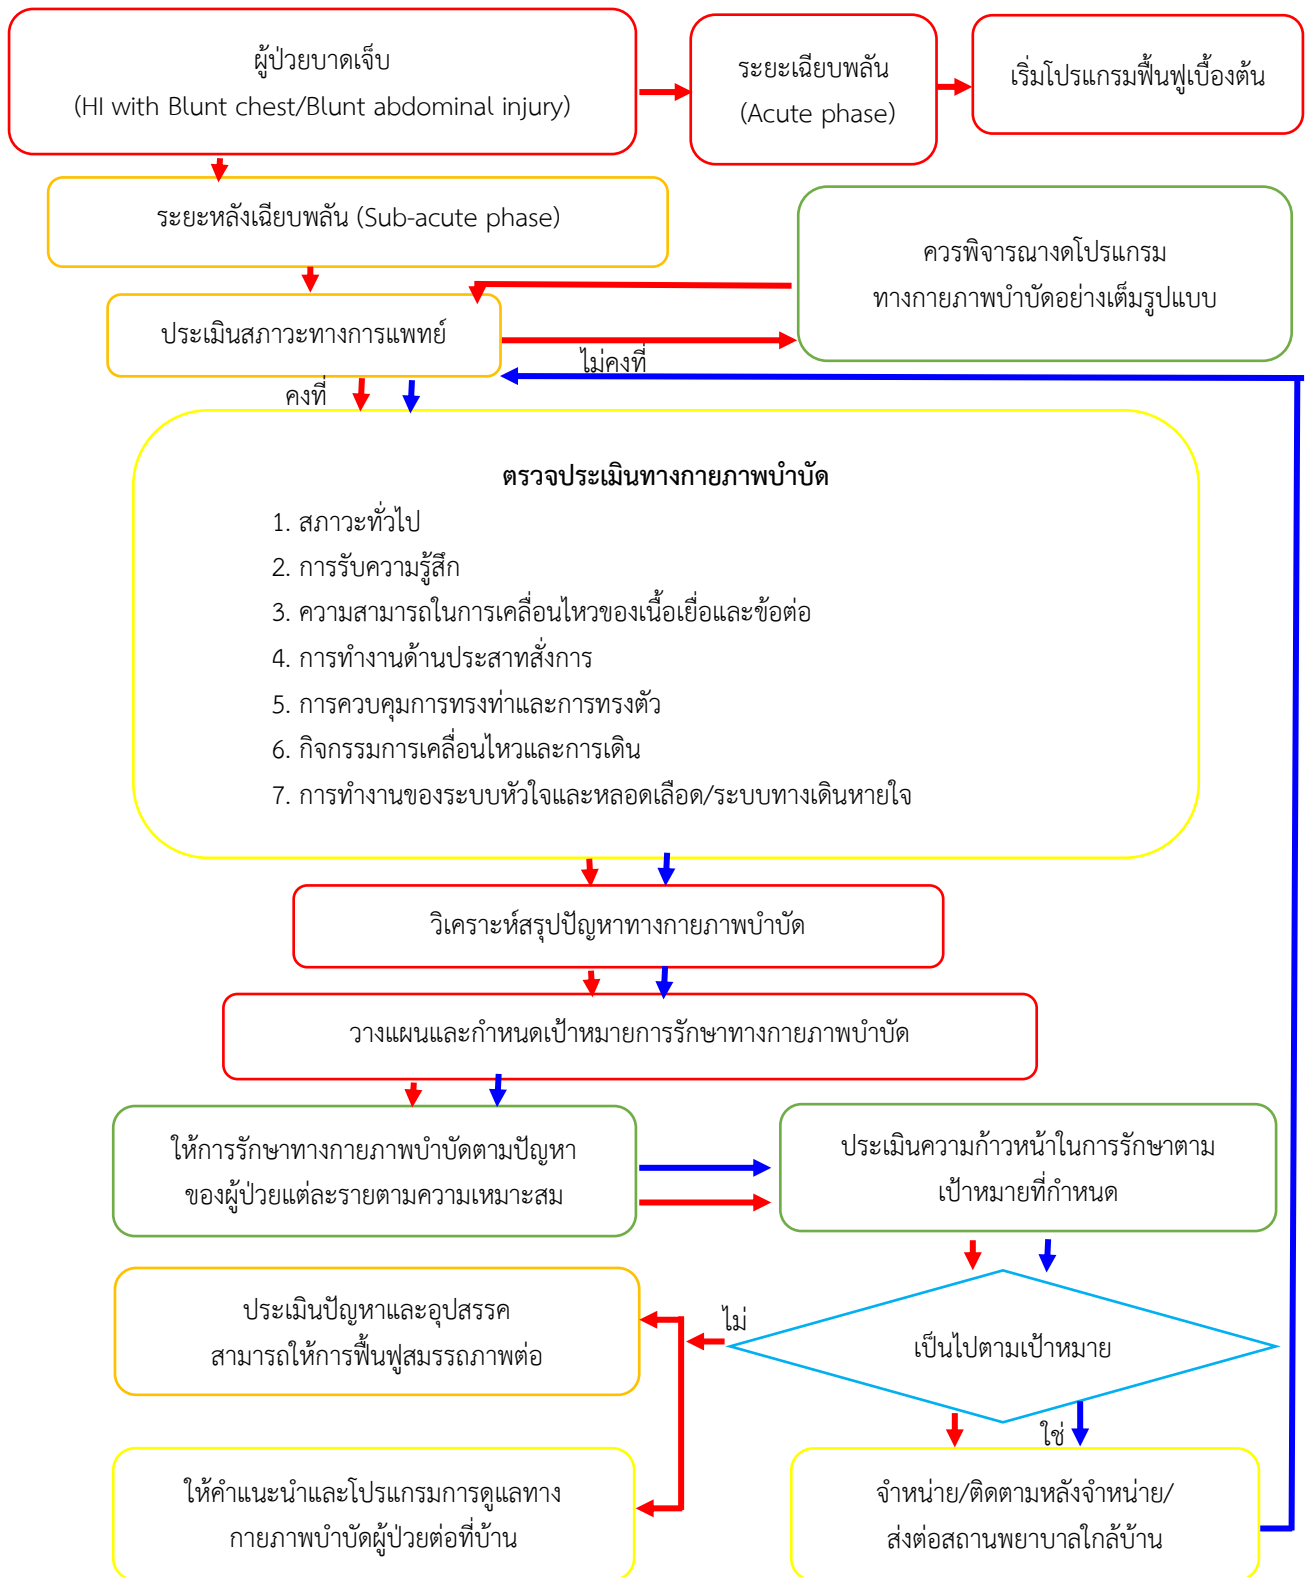 ผู้ป่วยบาดเจ็บ
(HI with Blunt chest/Blunt abdominal injury)
ระยะเฉียบพลัน
(Acute phase)
เริ่มโปรแกรมฟื้นฟูเบื้องต้น
ระยะหลังเฉียบพลัน (Sub-acute phase)
ควรพิจารณางดโปรแกรม
ทางกายภาพบำบัดอย่างเต็มรูปแบบ
ประเมินสภาวะทางการแพทย์
ไม่คงที่
คงที่
ตรวจประเมินทางกายภาพบำบัด
1. สภาวะทั่วไป
2. การรับความรู้สึก
3. ความสามารถในการเคลื่อนไหวของเนื้อเยื่อและข้อต่อ
4. การทำงานด้านประสาทสั่งการ
5. การควบคุมการทรงท่าและการทรงตัว
6. กิจกรรมการเคลื่อนไหวและการเดิน
7. การทำงานของระบบหัวใจและหลอดเลือด/ระบบทางเดินหายใจ
วิเคราะห์สรุปปัญหาทางกายภาพบำบัด
วางแผนและกำหนดเป้าหมายการรักษาทางกายภาพบำบัด
ให้การรักษาทางกายภาพบำบัดตามปัญหา
ของผู้ป่วยแต่ละรายตามความเหมาะสม
ประเมินความก้าวหน้าในการรักษาตาม
เป้าหมายที่กำหนด
ประเมินปัญหาและอุปสรรค
สามารถให้การฟื้นฟูสมรรถภาพต่อ
ไม่
เป็นไปตามเป้าหมาย
ใช่
ให้คำแนะนำและโปรแกรมการดูแลทาง
กายภาพบำบัดผู้ป่วยต่อที่บ้าน
จำหน่าย/ติดตามหลังจำหน่าย/
ส่งต่อสถานพยาบาลใกล้บ้าน